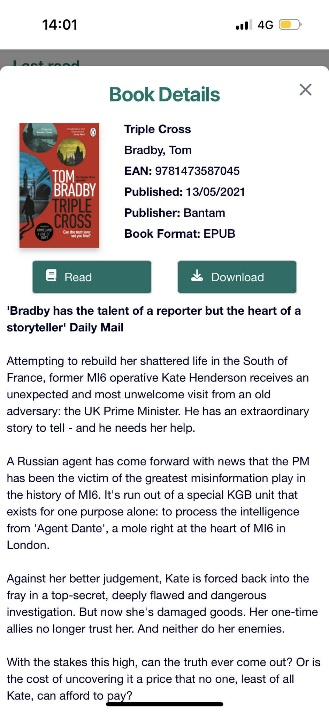 14:01
4G
Last read
Book Details
Triple Cross
Bradby, Tom
EAN: 9781473587045
Published: 13/05/2021
Publisher: Bantam
Book Format: EPUB
TOM
BRADBY
TRIPLE
CROSS
Read
Download
'Bradby has the talent of a reporter but the heart of a
storyteller' Daily Mail
Attempting to rebuild her shattered life in the South of
France, former MI6 operative Kate Henderson receives an
unexpected and most unwelcome visit from an old
adversary: the UK Prime Minister. He has an extraordinary
story to tell - and he needs her help.
A Russian agent has come forward with news that the PM
has been the victim of the greatest misinformation play in
the history of MI6. It's run out of a special KGB unit that
exists for one purpose alone: to process the intelligence
from 'Agent Dante', a mole right at the heart of MI6 in
London.
Against her better judgement, Kate is forced back into the
fray in a top-secret, deeply flawed and dangerous
investigation. But now she's damaged goods. Her one-time
allies no longer trust her. And neither do her enemies.
With the stakes this high, can the truth ever come out? Or is
the cost of uncovering it a price that no one, least of all
Kate, can afford to pay?